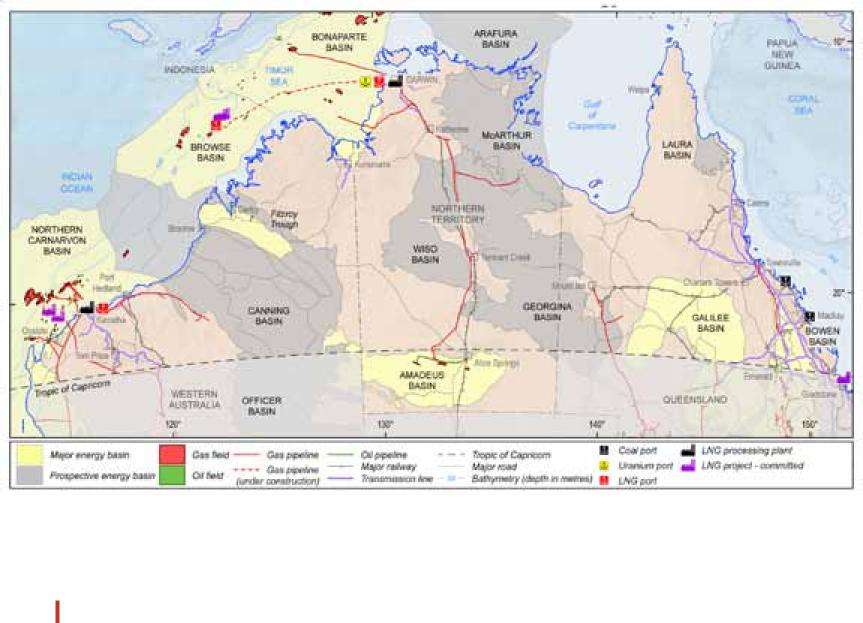 BONAPARTE
BASIN
ARAFURA
BASIN
10°
PAPUA
NEW
GUINEA
INDONESIA
TIMOR
SEA
DARWIN
Weipa
CORAL
SEA
Gulf
of
Carpentaria
Katherine
McARTHUR
BASIN
LAURA
BASIN
BROWSE
BASIN
Kununurra
INDIAN
OCEAN
Cairns
NORTHERN
CARNARVON
BASIN
Derby
Fitzroy
Trough
Broome
NORTHERN
TERRITORY
WISO
BASIN
Tennant Creek
Townsville
Port
Hedland
Mount Isa
Charters Towers
20°
CANNING
BASIN
GEORGINA
BASIN
GALILEE
BASIN
Mackay
BOWEN
BASIN
Karratha
Onslow
Tom Price
Alice Springs
AMADEUS
BASIN
Emerald
Tropic of Capricorn
WESTERN
AUSTRALIA
OFFICER
BASIN
QUEENSLAND
Gladstone
120°
130°
140°
150°
Major energy basin
Prospective energy basin
Gas field
Oil field
Gas pipeline
Gas pipeline
(under construction)
Oil pipeline
Major railway
Transmission line
Tropic of Capricorn
Major road
Bathymetry (depth in metres)
Coal port
Uranium port
LNG port
LNG processing plant
LNG project - committed